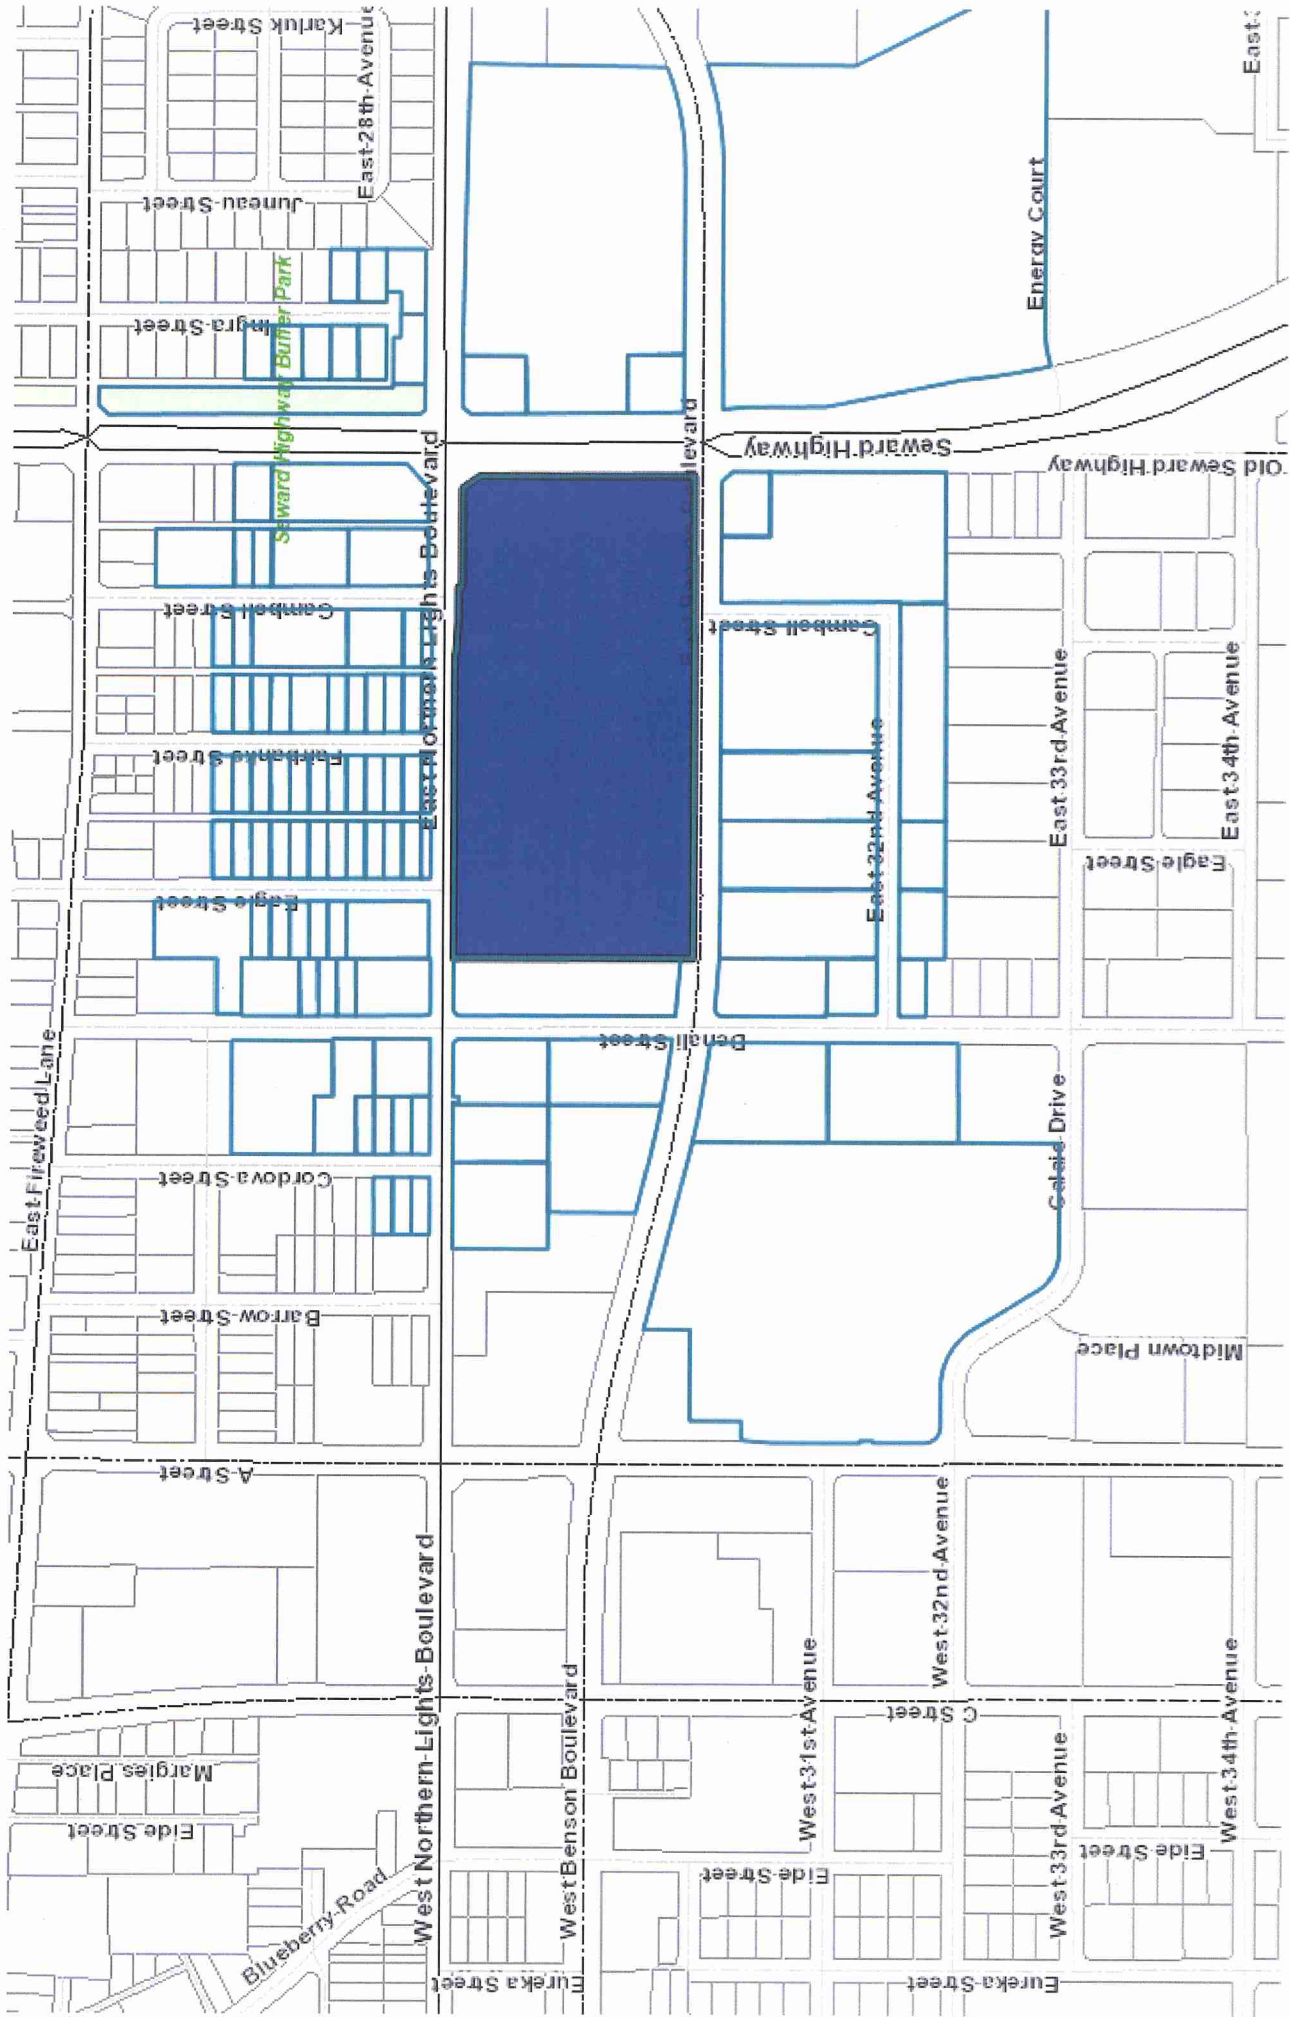 Karluk Street
East 28th Avenue
East
Juneau Street
Seward Highway Buffer Park
Ingra Street
Energy Court
East Northern Lights Boulevard
levard
Seward Highway
Old Seward Highway
Gambell Street
Gambell Street
Fairbanks Street
East 32nd Avenue
East 33rd Avenue
East 34th Avenue
Eagle Street
Eagle Street
Denali Street
East Fireweed Lane
Cordova Street
Calais Drive
Barrow Street
Midtown Place
A Street
West Northern Lights Boulevard
West 32nd Avenue
West Benson Boulevard
West 31st Avenue
C Street
West 34th Avenue
Margies Place
Eide Street
West 33rd Avenue
Eide Street
Eide Street
Blueberry Road
Eureka Street
Eureka Street